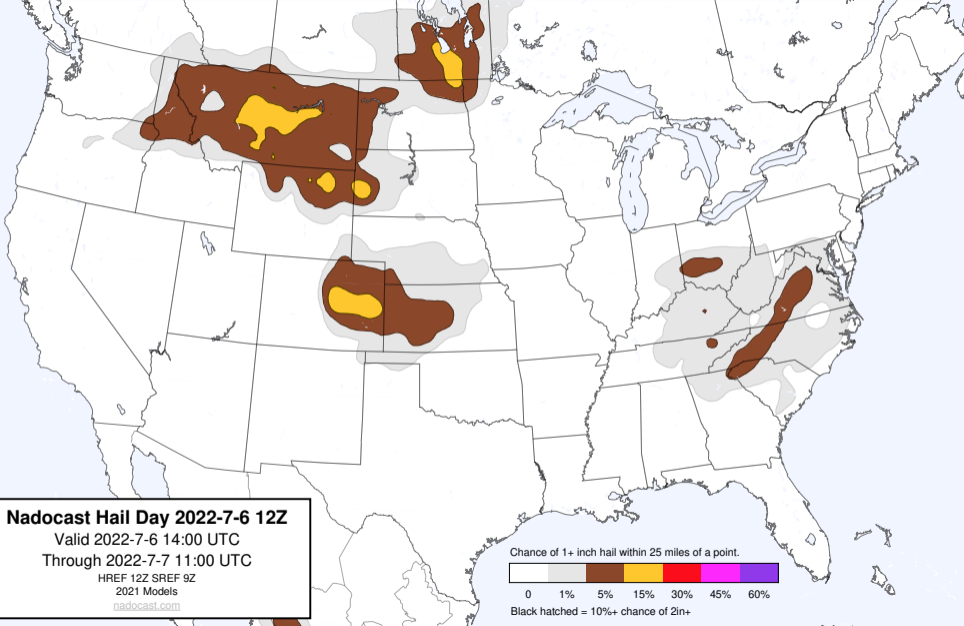 Nadocast Hail Day 2022-7-6 12Z
Valid 2022-7-6 14:00 UTC
Through 2022-7-7 11:00 UTC
HREF 12Z SREF 9Z
2021 Models
nadocast.com
Chance of 1+ inch hail within 25 miles of a point.
0 1% 5% 15% 30% 45% 60%
Black hatched = 10%+ chance of 2in+